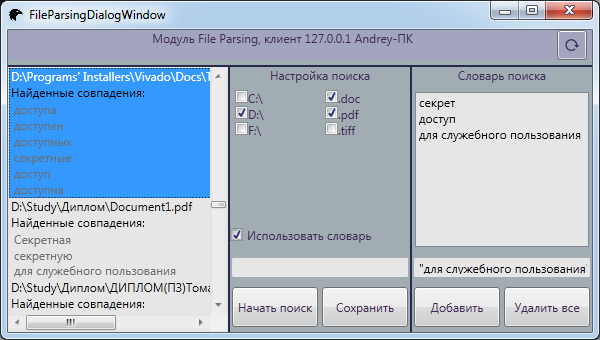 FileParsingDialogWindow
Модуль File Parsing, клиент 127.0.0.1 Andrey-ПК
D:\Programs' Installers\Vivado\Docs\
Найденные совпадения:
доступа
доступен
доступных
секретные
доступ
доступна
D:\Study\Диплом\Document1.pdf
Найденные совпадения:
Секретная
секретную
для служебного пользования
D:\Study\Диплом\ДИПЛОМ(ПЗ)Тома
Найденные совпадения:
Настройка поиска
C:\ .doc
D:\ .pdf
F:\ .tiff
Использовать словарь
Начать поиск Сохранить
Словарь поиска
секрет
доступ
для служебного пользования
"для служебного пользования
Добавить Удалить все